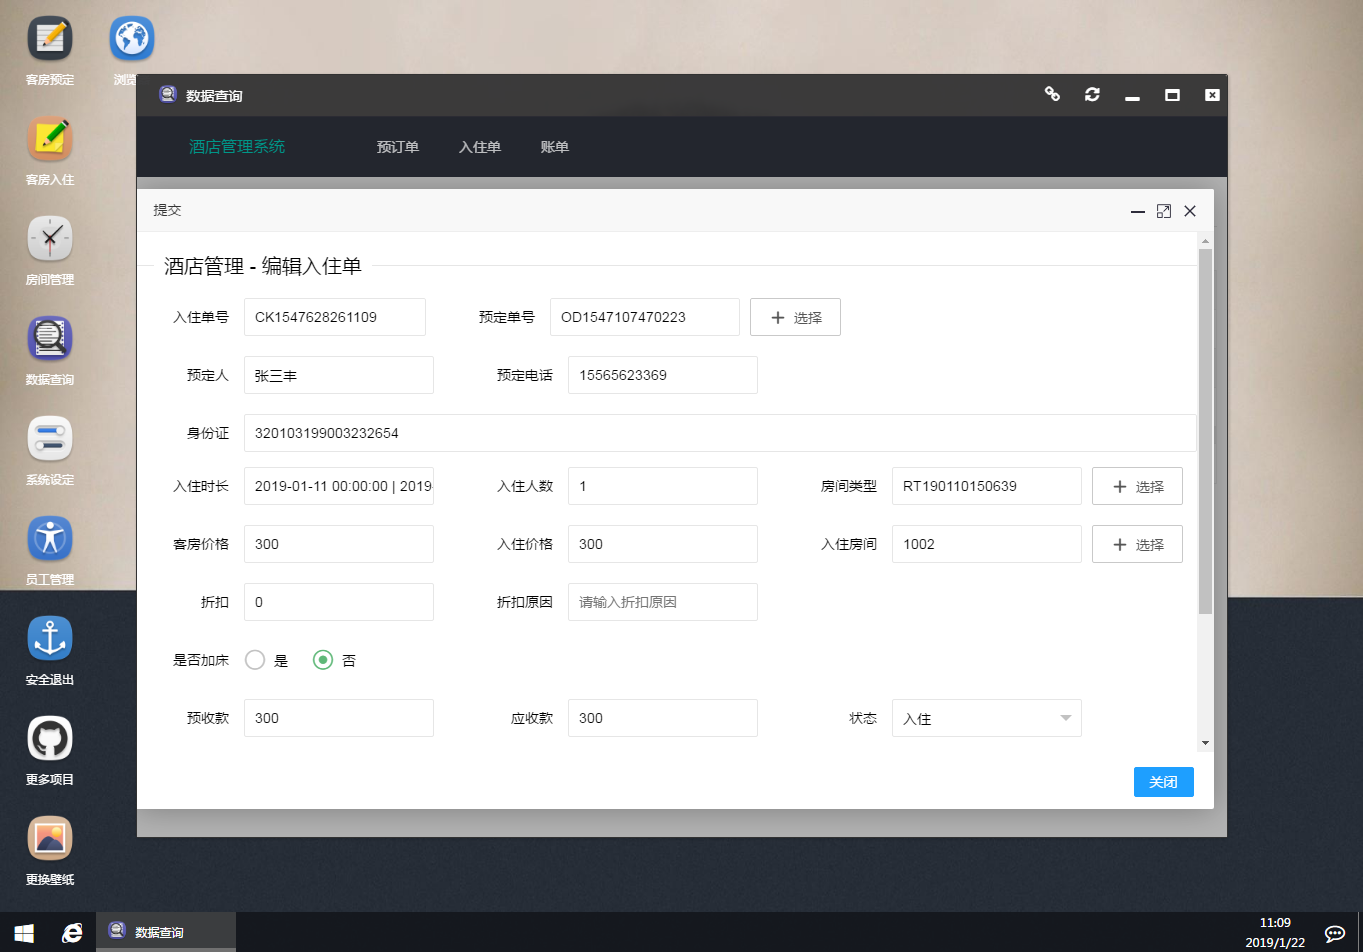 客房预定
浏览
客房入住
房间管理
数据查询
系统设定
员工管理
安全退出
更多项目
更换壁纸
数据查询
酒店管理系统 预订单 入住单 账单
提交
酒店管理 - 编辑入住单
入住单号 CK1547628261109 预定单号 OD1547107470223 选择
预定人 张三丰 预定电话 15565623369
身份证 320103199003232654
入住时长 2019-01-11 00:00:00 | 2019 入住人数 1 房间类型 RT190110150639 选择
客房价格 300 入住价格 300 入住房间 1002 选择
折扣 0 折扣原因 请输入折扣原因
是否加床 是 否
预收款 300 应收款 300 状态 入住
关闭
数据查询
11:09
2019/1/22